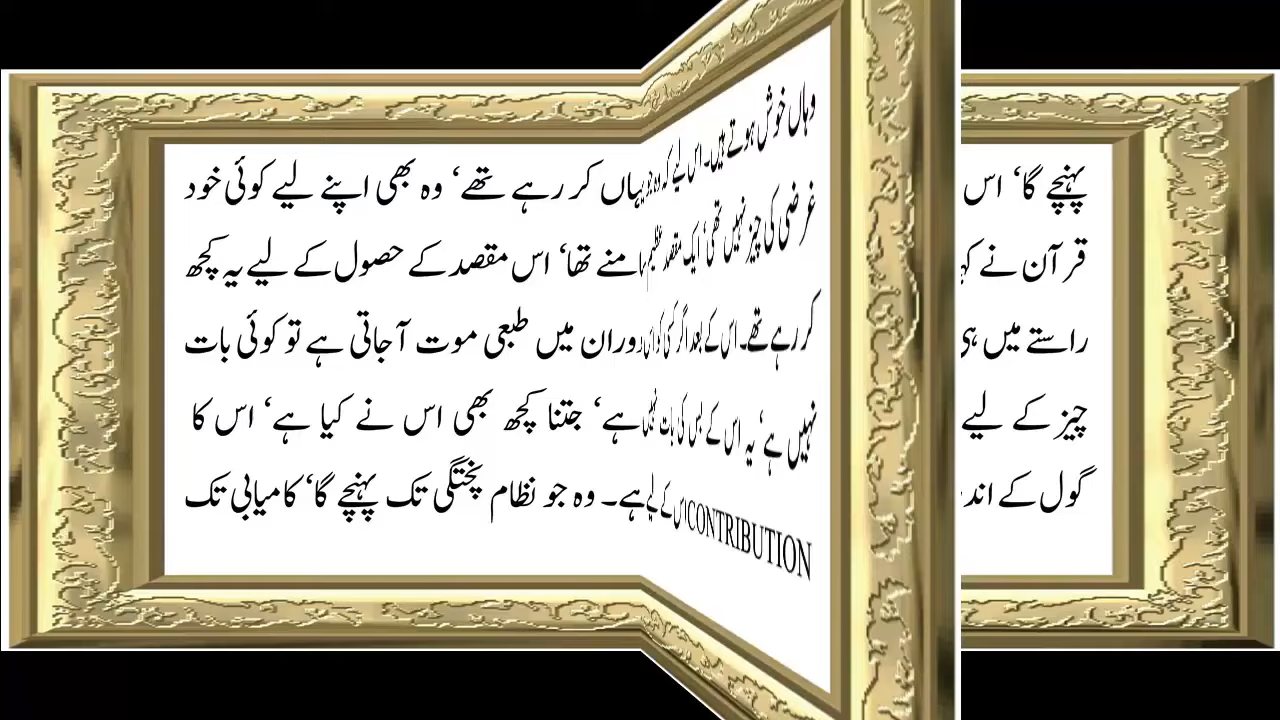 وہاں خوش ہوتے ہیں۔ اس لیے کہ وہ جو یہاں کر رہے تھے‘ وہ بھی اپنے لیے کوئی خود
غرضی کی چیز نہیں تھی‘ ایک مقصد عظیم سامنے تھا‘ اس مقصد کے حصول کے لیے یہ کچھ
کر رہے تھے۔ اس کے بعد اگر کسی کو اس دوران میں طبعی موت آجاتی ہے تو کوئی بات
نہیں ہے‘ یہ اس کے بس کی بات نہیں ہے‘ جتنا کچھ بھی اس نے کیا ہے‘ اس کا
CONTRIBUTION اس کے لیے ہے۔ وہ جو نظام پختگی تک پہنچے گا‘ کامیابی تک
پہنچے گا‘ اس
قرآن نے
راستے میں ہی
چیز کے لیے
گول کے